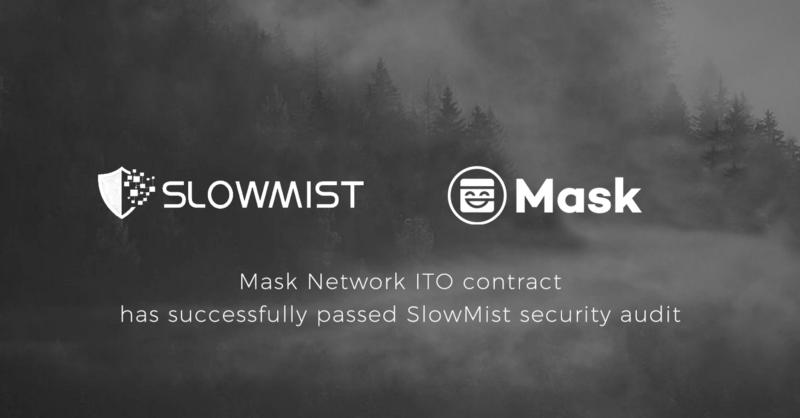 SLOWMIST
Mask
Mask Network ITO contract
has successfully passed SlowMist security audit